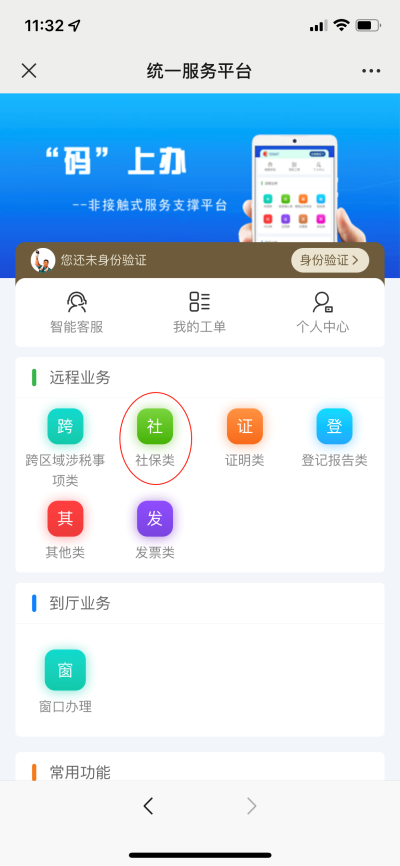 11:32
统一服务平台
“码”上办
--非接触式服务支撑平台
您还未身份验证
身份验证
智能客服
我的工单
个人中心
远程业务
跨
社
证
登
跨区域涉税事
项类
社保类
证明类
登记报告类
其
发
其他类
发票类
到厅业务
窗
窗口办理
常用功能